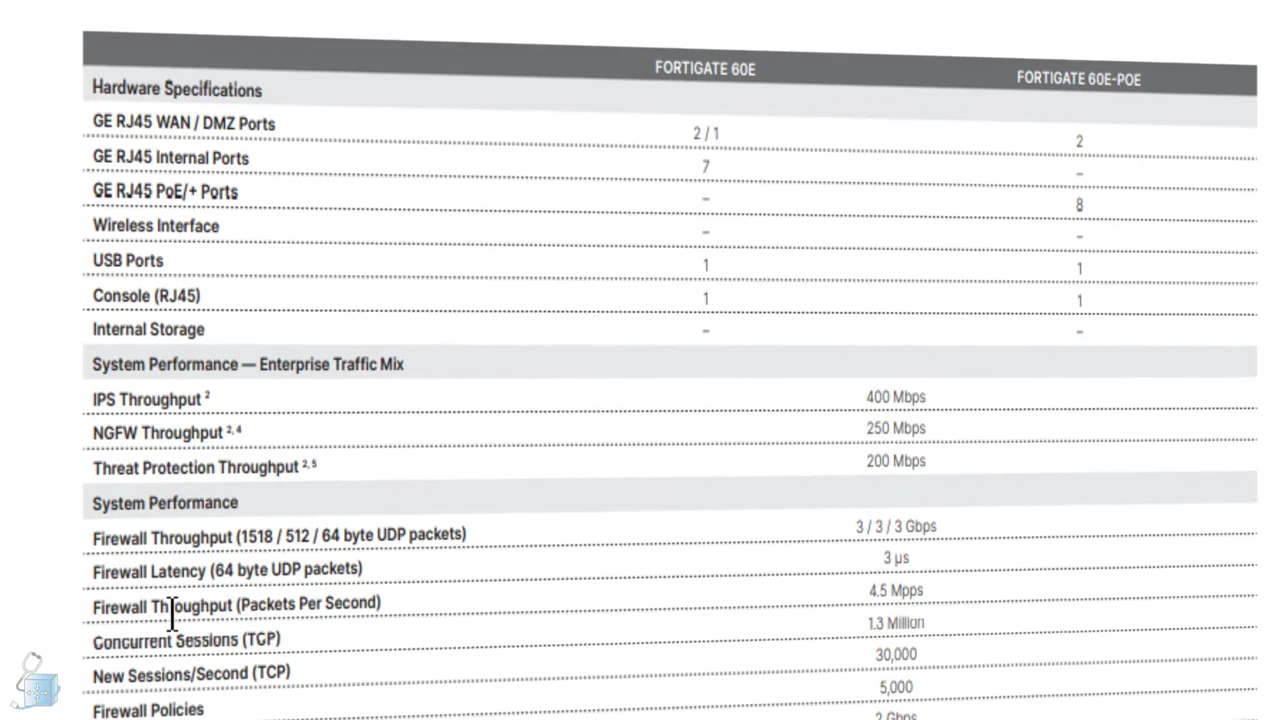 FORTIGATE 60E FORTIGATE 60E-POE
Hardware Specifications
GE RJ45 WAN / DMZ Ports 2 / 1 2
GE RJ45 Internal Ports 7 –
GE RJ45 PoE/+ Ports – 8
Wireless Interface – –
USB Ports 1 1
Console (RJ45) 1 1
Internal Storage – –
System Performance — Enterprise Traffic Mix
IPS Throughput 2 400 Mbps
NGFW Throughput 2, 4 250 Mbps
Threat Protection Throughput 2, 5 200 Mbps
System Performance
Firewall Throughput (1518 / 512 / 64 byte UDP packets) 3 / 3 / 3 Gbps
Firewall Latency (64 byte UDP packets) 3 μs
Firewall Throughput (Packets Per Second) 4.5 Mpps
Concurrent Sessions (TCP) 1.3 Million
New Sessions/Second (TCP) 30,000
Firewall Policies 5,000
2 Gbps